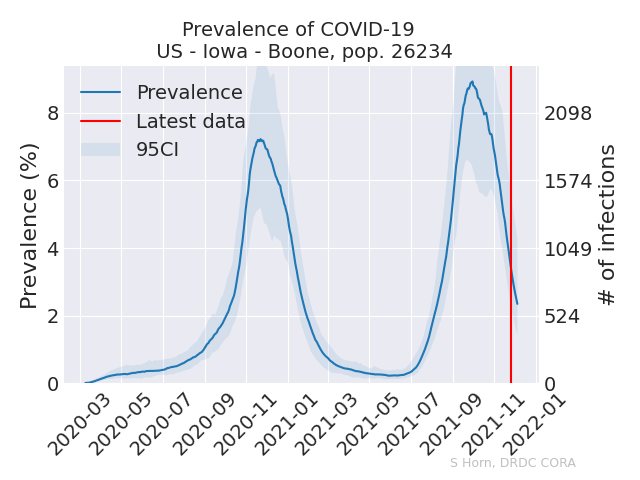 Prevalence of COVID-19
US - Iowa - Boone, pop. 26234
Prevalence
Latest data
95CI
Prevalence (%)
8
6
4
2
0
2098
1574
1049
524
0
# of infections
2020-03
2020-05
2020-07
2020-09
2020-11
2021-01
2021-03
2021-05
2021-07
2021-09
2021-11
2022-01
S Horn, DRDC CORA